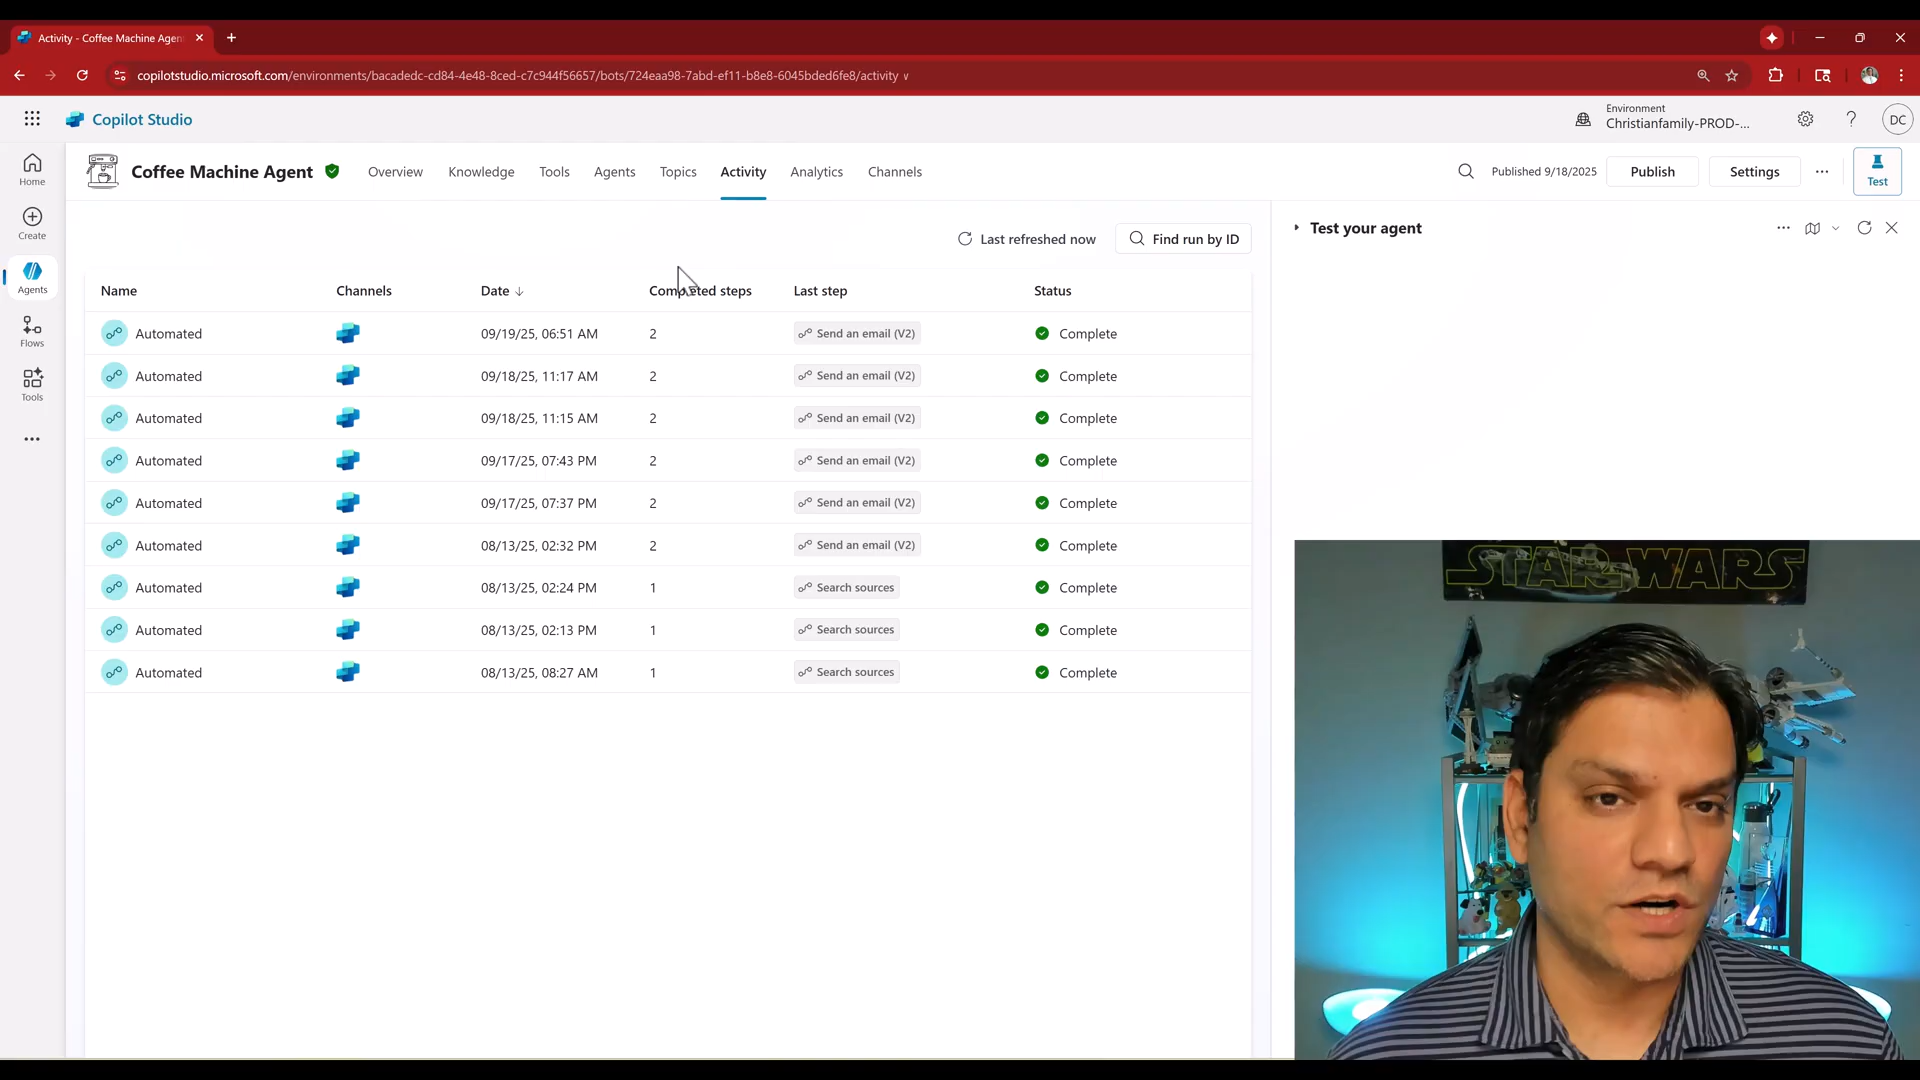 Activity - Coffee Machine Agen
copilotstudio.microsoft.com/environments/bacadedc-cd84-4e48-8ced-c7c944f56657/bots/724eaa98-7abd-ef11-b8e8-6045bded6fe8/activity
Copilot Studio
Environment
Christianfamily-PROD-...
DC
Home
Create
Agents
Flows
Tools
Coffee Machine Agent
Overview Knowledge Tools Agents Topics Activity Analytics Channels
Published 9/18/2025 Publish Settings Test
Last refreshed now Find run by ID
Test your agent
Name Channels Date Completed steps Last step Status
Automated 09/19/25, 06:51 AM 2 Send an email (V2) Complete
Automated 09/18/25, 11:17 AM 2 Send an email (V2) Complete
Automated 09/18/25, 11:15 AM 2 Send an email (V2) Complete
Automated 09/17/25, 07:43 PM 2 Send an email (V2) Complete
Automated 09/17/25, 07:37 PM 2 Send an email (V2) Complete
Automated 08/13/25, 02:32 PM 2 Send an email (V2) Complete
Automated 08/13/25, 02:24 PM 1 Search sources Complete
Automated 08/13/25, 02:13 PM 1 Search sources Complete
Automated 08/13/25, 08:27 AM 1 Search sources Complete
STAR WARS